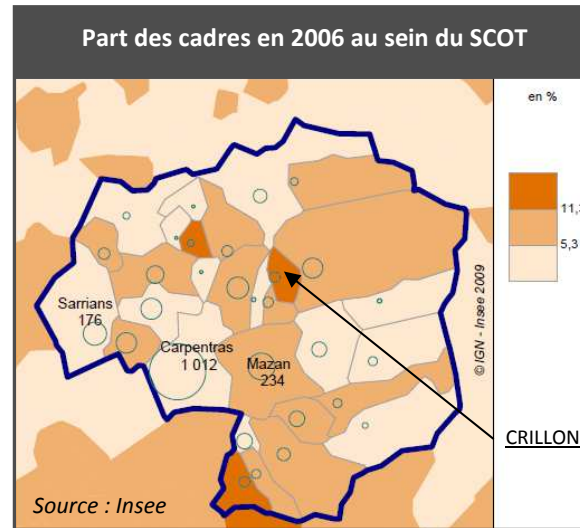 Part des cadres en 2006 au sein du SCOT
en %
11,
5,3
Sarrians
176
Carpentras
1 012
Mazan
234
© IGN - Insee 2009
CRILLON
Source : Insee